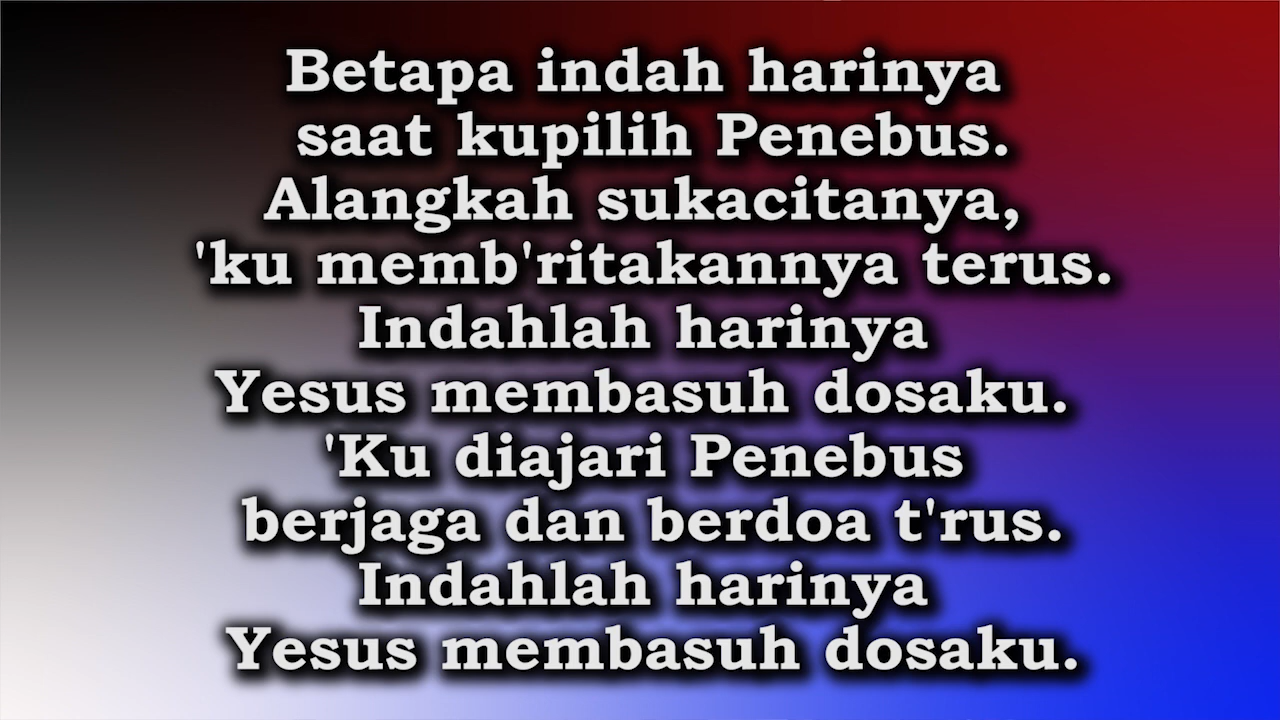 Betapa indah harinya
saat kupilih Penebus.
Alangkah sukacitanya,
'ku memb'ritakannya terus.
Indahlah harinya
Yesus membasuh dosaku.
'Ku diajari Penebus
berjaga dan berdoa t'rus.
Indahlah harinya
Yesus membasuh dosaku.